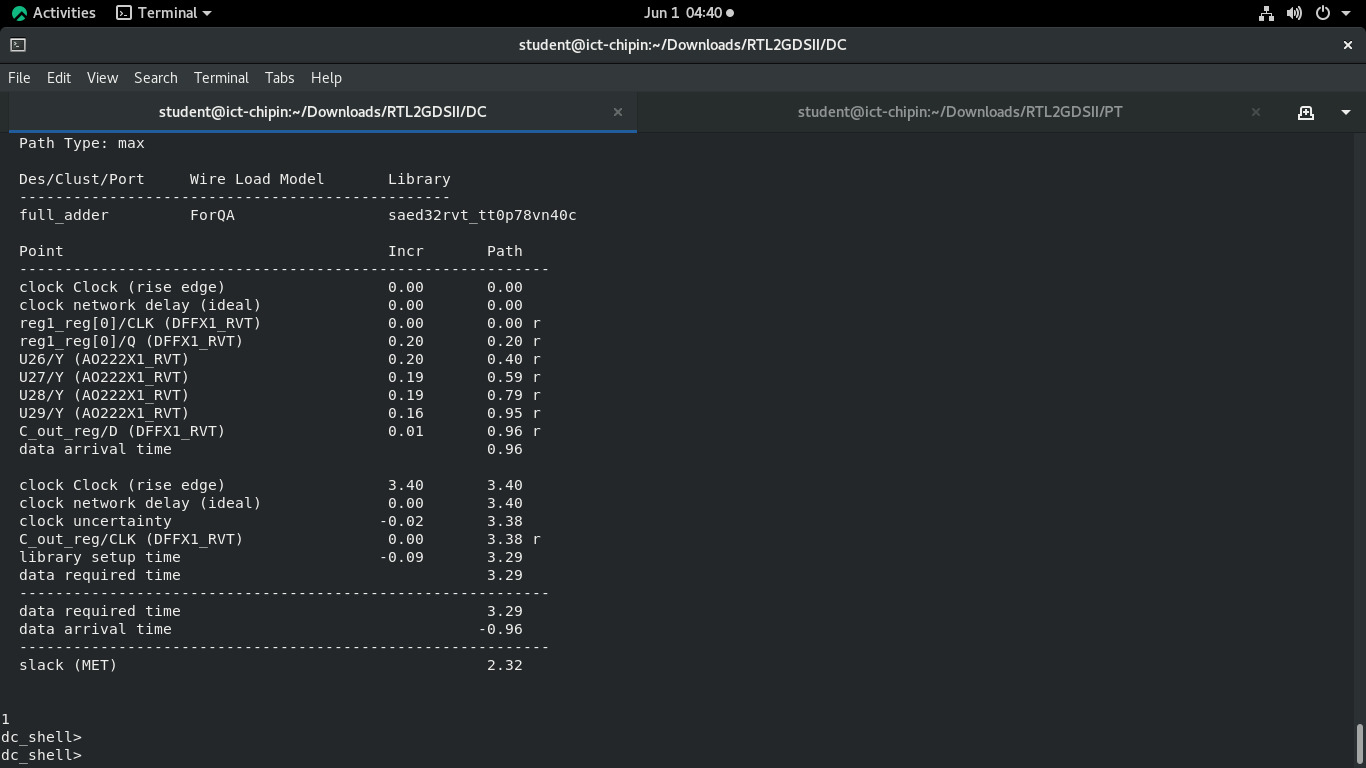 Activities Terminal Jun 1 04:40
student@ict-chipin:~/Downloads/RTL2GDSII/DC
File Edit View Search Terminal Tabs Help
student@ict-chipin:~/Downloads/RTL2GDSII/DC student@ict-chipin:~/Downloads/RTL2GDSII/PT
Path Type: max
Des/Clust/Port Wire Load Model Library
------------------------------------------------
full_adder ForQA saed32rvt_tt0p78vn40c
Point Incr Path
-----------------------------------------------------------
clock Clock (rise edge) 0.00 0.00
clock network delay (ideal) 0.00 0.00
reg1_reg[0]/CLK (DFFX1_RVT) 0.00 0.00 r
reg1_reg[0]/Q (DFFX1_RVT) 0.20 0.20 r
U26/Y (AO222X1_RVT) 0.20 0.40 r
U27/Y (AO222X1_RVT) 0.19 0.59 r
U28/Y (AO222X1_RVT) 0.19 0.79 r
U29/Y (AO222X1_RVT) 0.16 0.95 r
C_out_reg/D (DFFX1_RVT) 0.01 0.96 r
data arrival time 0.96
clock Clock (rise edge) 3.40 3.40
clock network delay (ideal) 0.00 3.40
clock uncertainty -0.02 3.38
C_out_reg/CLK (DFFX1_RVT) 0.00 3.38 r
library setup time -0.09 3.29
data required time 3.29
-----------------------------------------------------------
data required time 3.29
data arrival time -0.96
-----------------------------------------------------------
slack (MET) 2.32
1
dc_shell>
dc_shell>